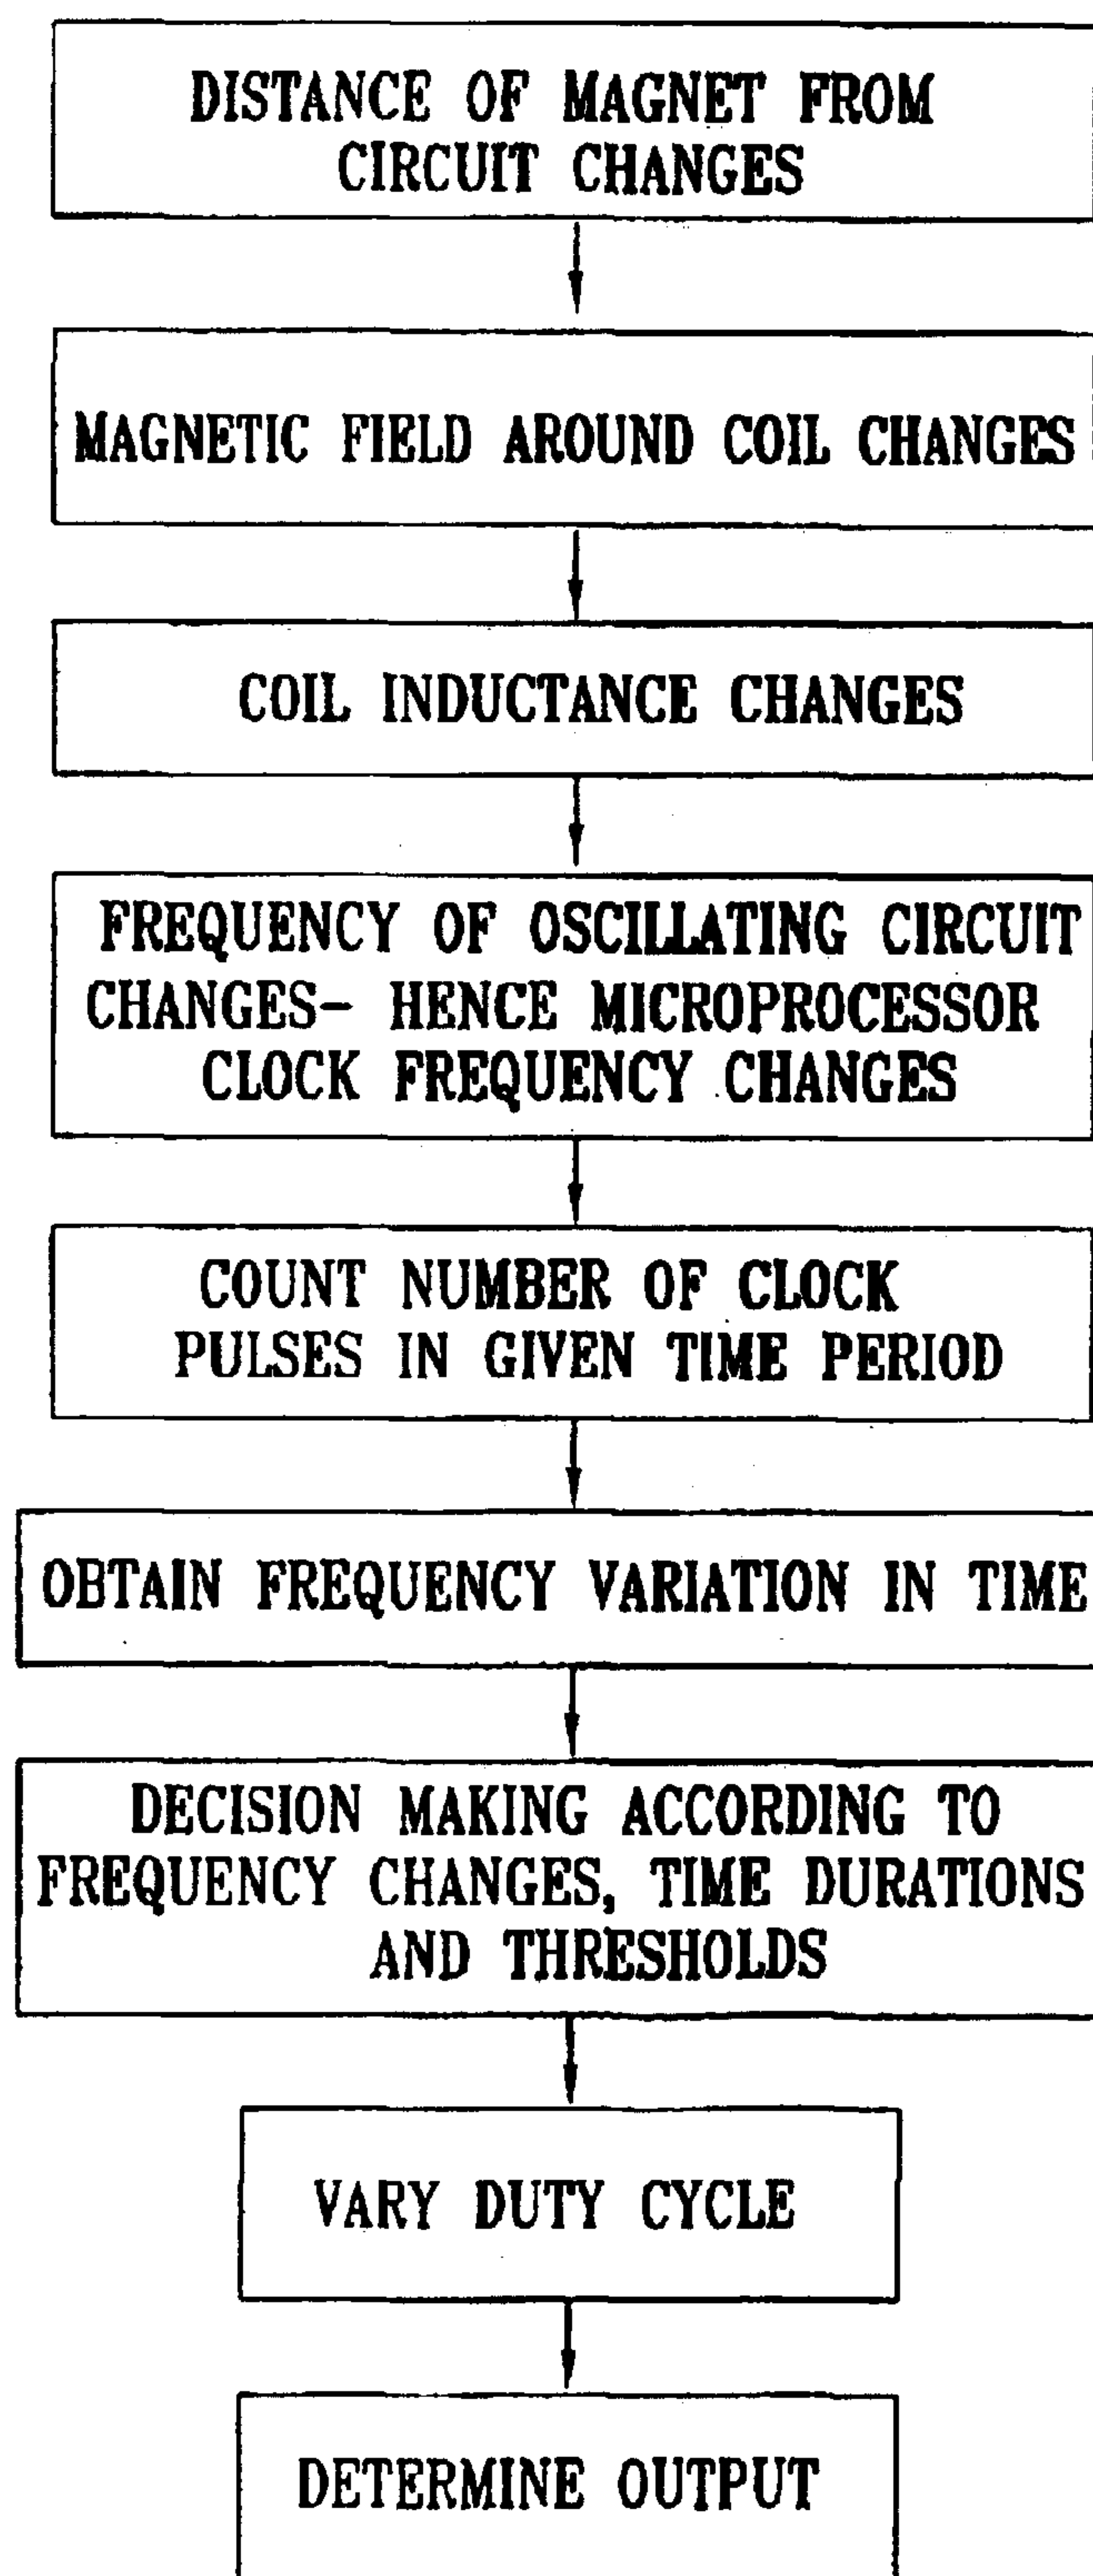 DISTANCE OF MAGNET FROM
CIRCUIT CHANGES
MAGNETIC FIELD AROUND COIL CHANGES
COIL INDUCTANCE CHANGES
FREQUENCY OF OSCILLATING CIRCUIT
CHANGES- HENCE MICROPROCESSOR
CLOCK FREQUENCY CHANGES
COUNT NUMBER OF CLOCK
PULSES IN GIVEN TIME PERIOD
OBTAIN FREQUENCY VARIATION IN TIME
DECISION MAKING ACCORDING TO
FREQUENCY CHANGES, TIME DURATIONS
AND THRESHOLDS
VARY DUTY CYCLE
DETERMINE OUTPUT